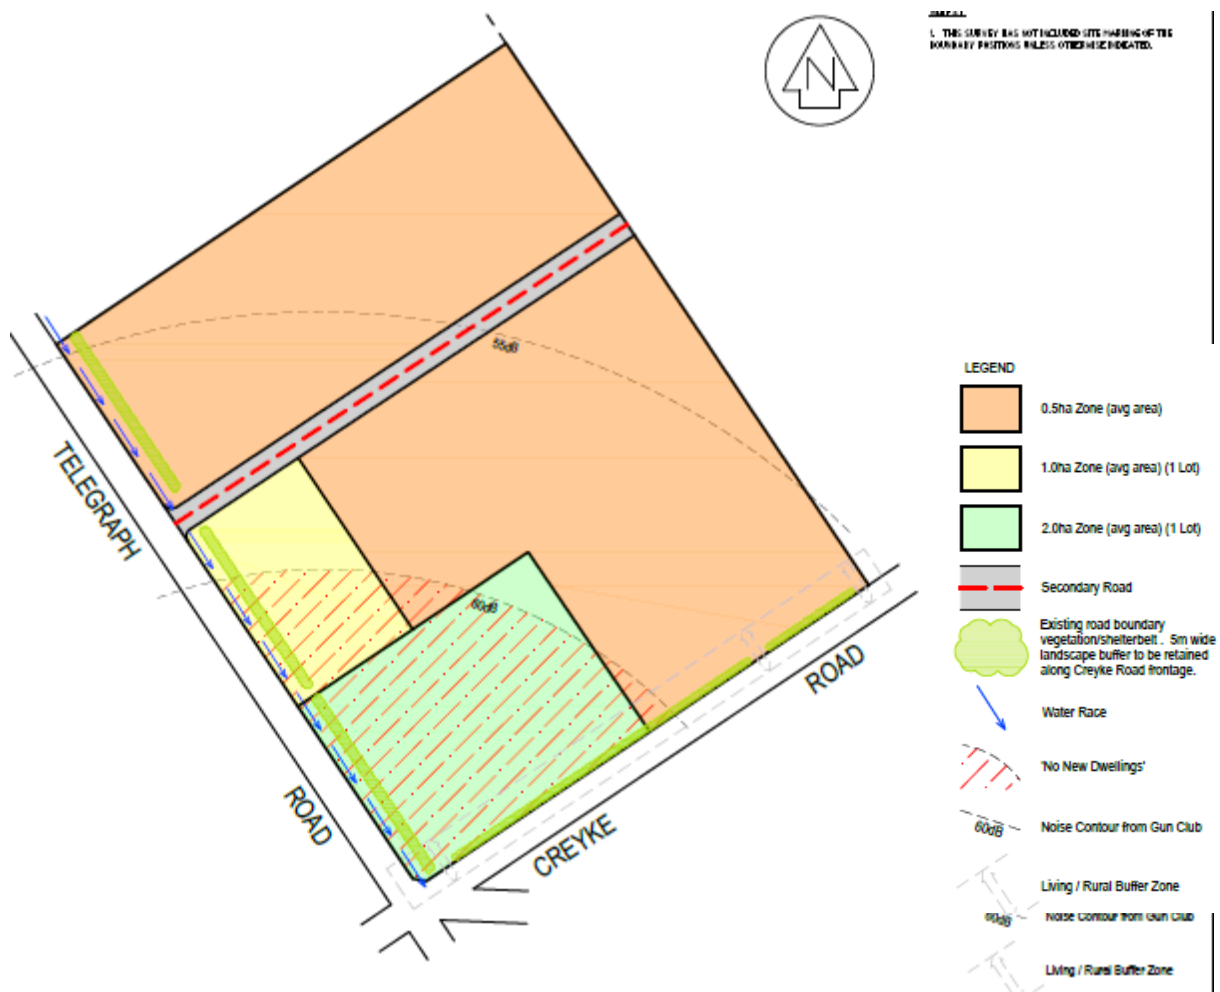 N
1. THIS SURVEY HAS NOT INCLUDED SITE MARKING OF THE
BOUNDARY POSITIONS UNLESS OTHERWISE INDICATED.
55dB
60dB
TELEGRAPH
ROAD
CREYKE
ROAD
LEGEND
0.5ha Zone (avg area)
1.0ha Zone (avg area) (1 Lot)
2.0ha Zone (avg area) (1 Lot)
Secondary Road
Existing road boundary
vegetation/shelterbelt . 5m wide
landscape buffer to be retained
along Creyke Road frontage.
Water Race
'No New Dwellings'
60dB
Noise Contour from Gun Club
Living / Rural Buffer Zone
60dB
Noise Contour from Gun Club
Living / Rural Buffer Zone